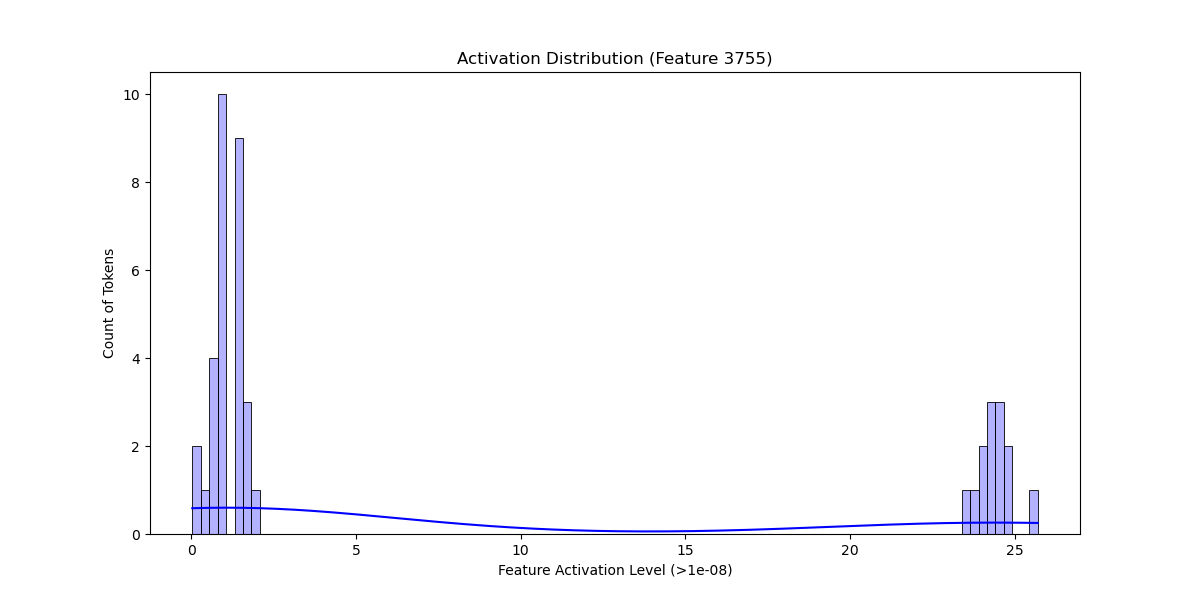 Activation Distribution (Feature 3755)
10
8
6
4
2
0
Count of Tokens
0 5 10 15 20 25
Feature Activation Level (>1e-08)